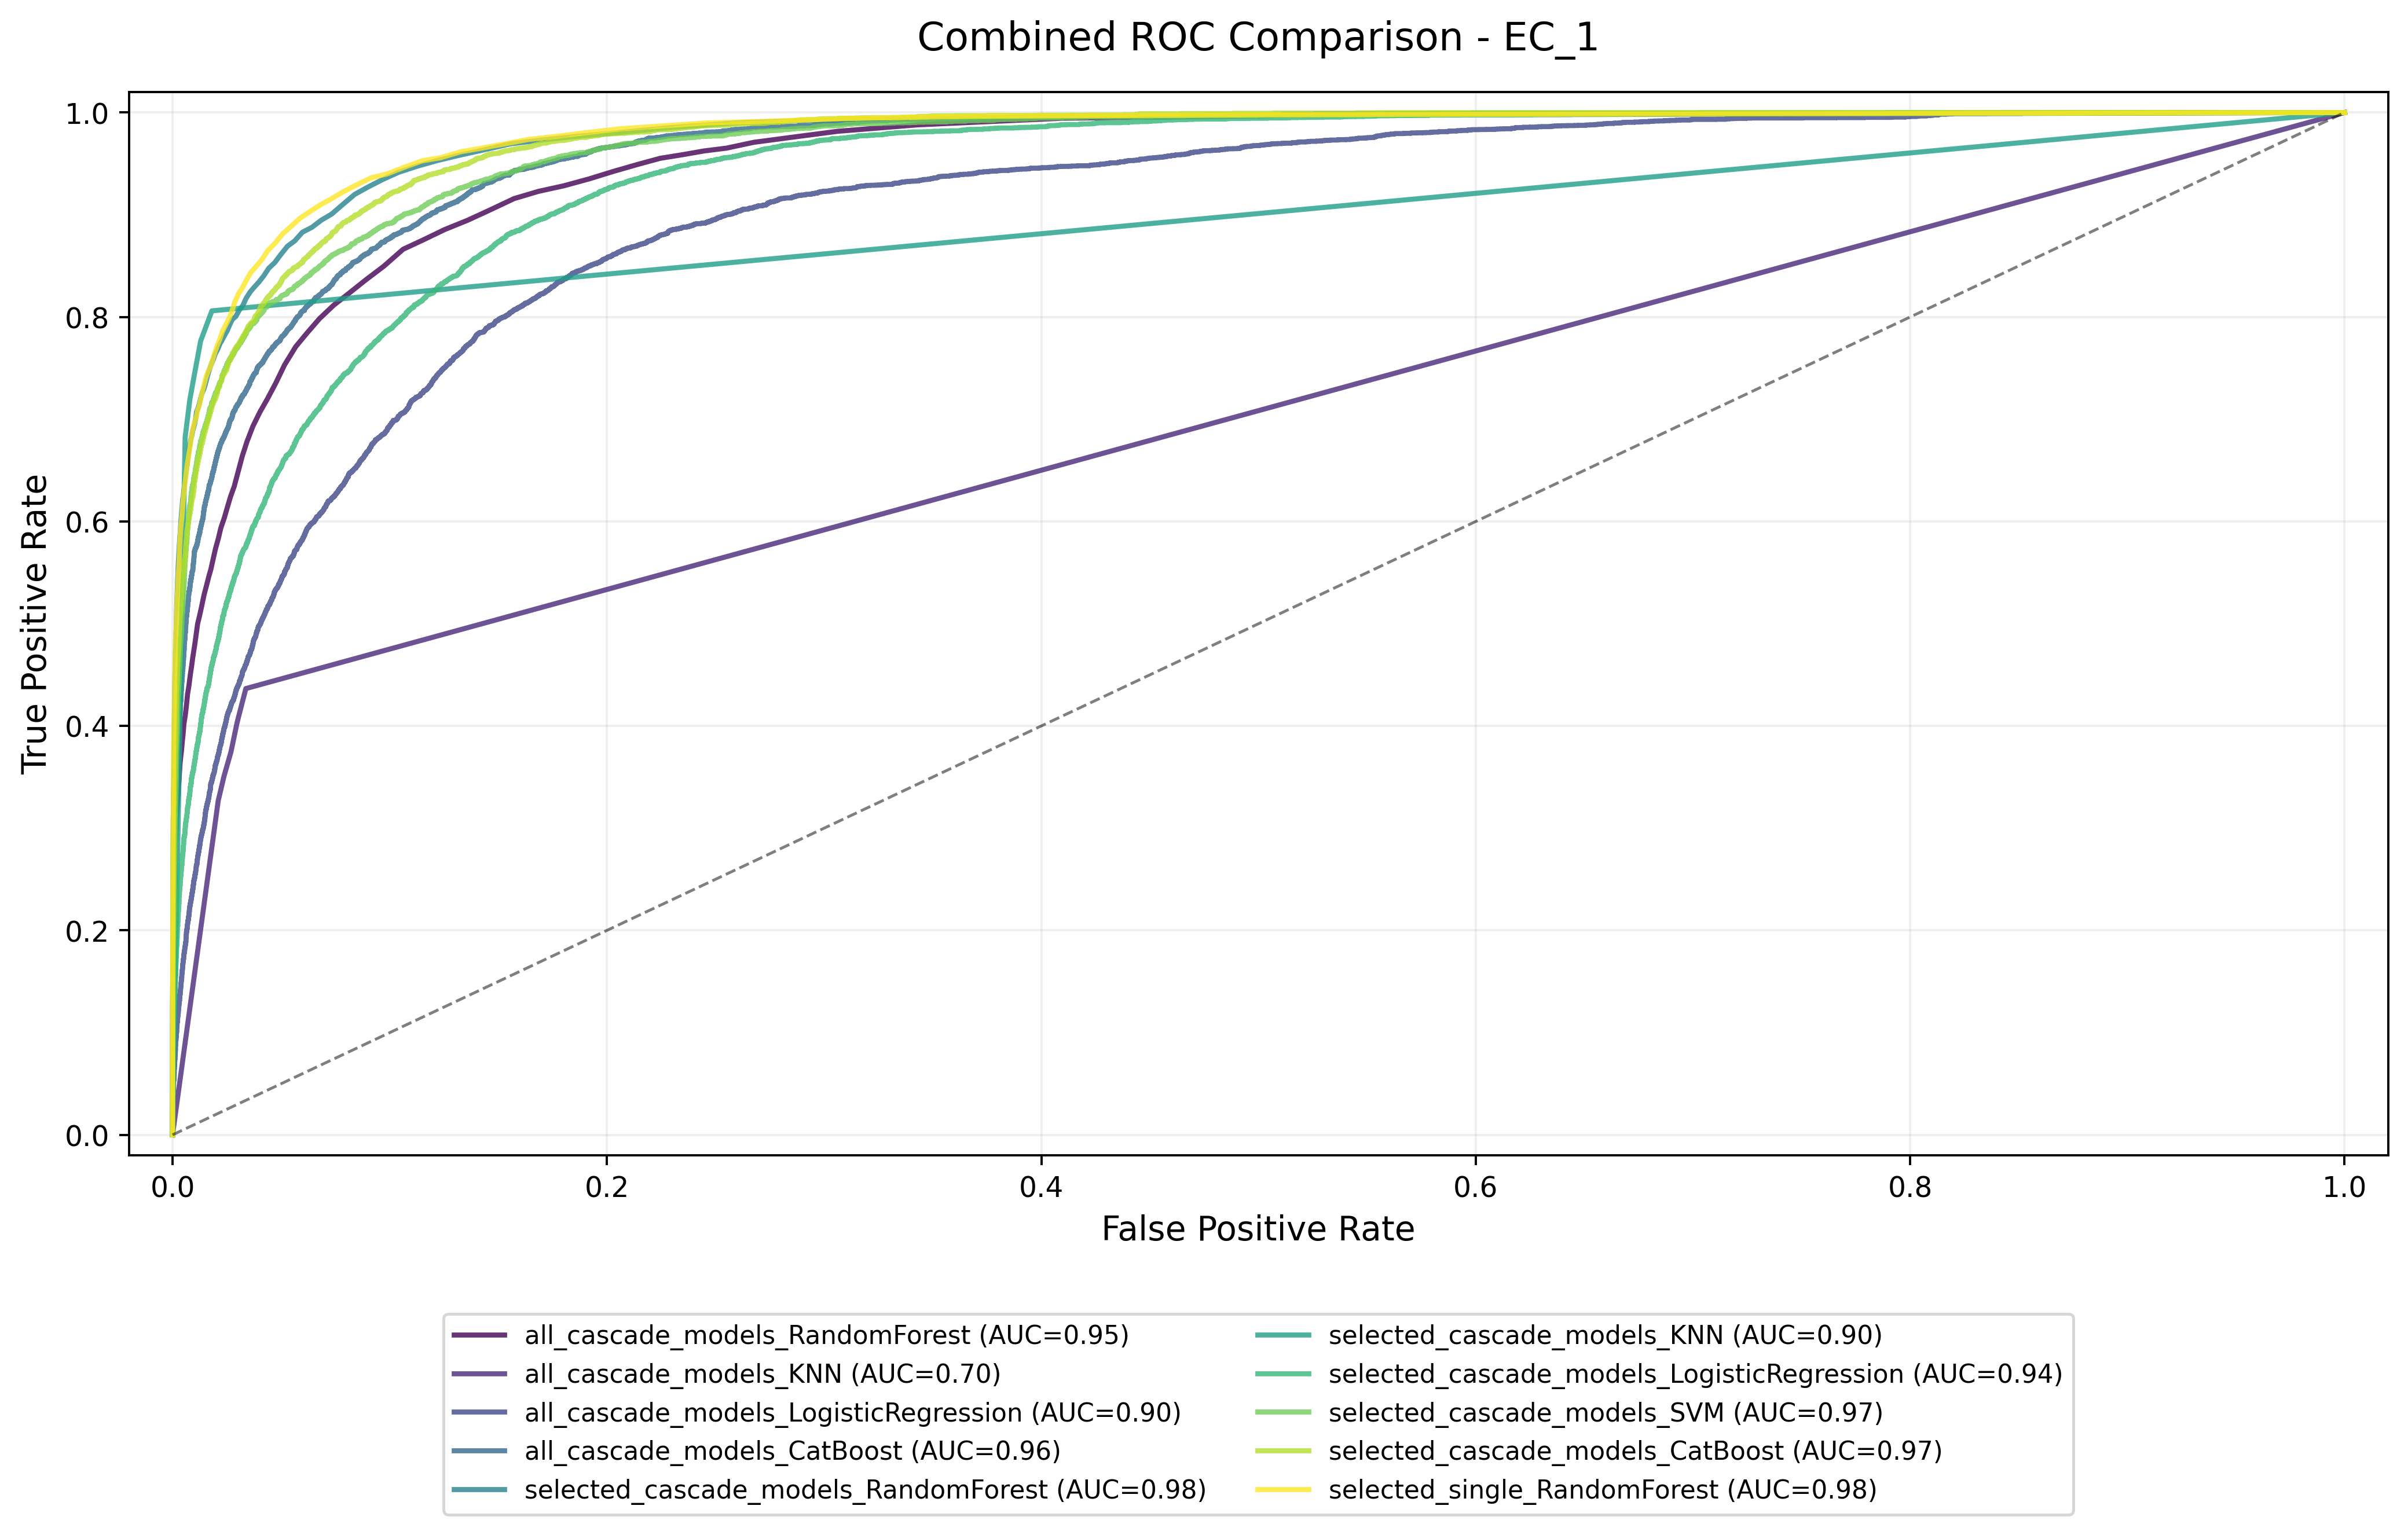 Combined ROC Comparison - EC_1
1.0
0.8
0.6
0.4
0.2
0.0
True Positive Rate
0.0 0.2 0.4 0.6 0.8 1.0
False Positive Rate
all_cascade_models_RandomForest (AUC=0.95)
all_cascade_models_KNN (AUC=0.70)
all_cascade_models_LogisticRegression (AUC=0.90)
all_cascade_models_CatBoost (AUC=0.96)
selected_cascade_models_RandomForest (AUC=0.98)
selected_cascade_models_KNN (AUC=0.90)
selected_cascade_models_LogisticRegression (AUC=0.94)
selected_cascade_models_SVM (AUC=0.97)
selected_cascade_models_CatBoost (AUC=0.97)
selected_single_RandomForest (AUC=0.98)